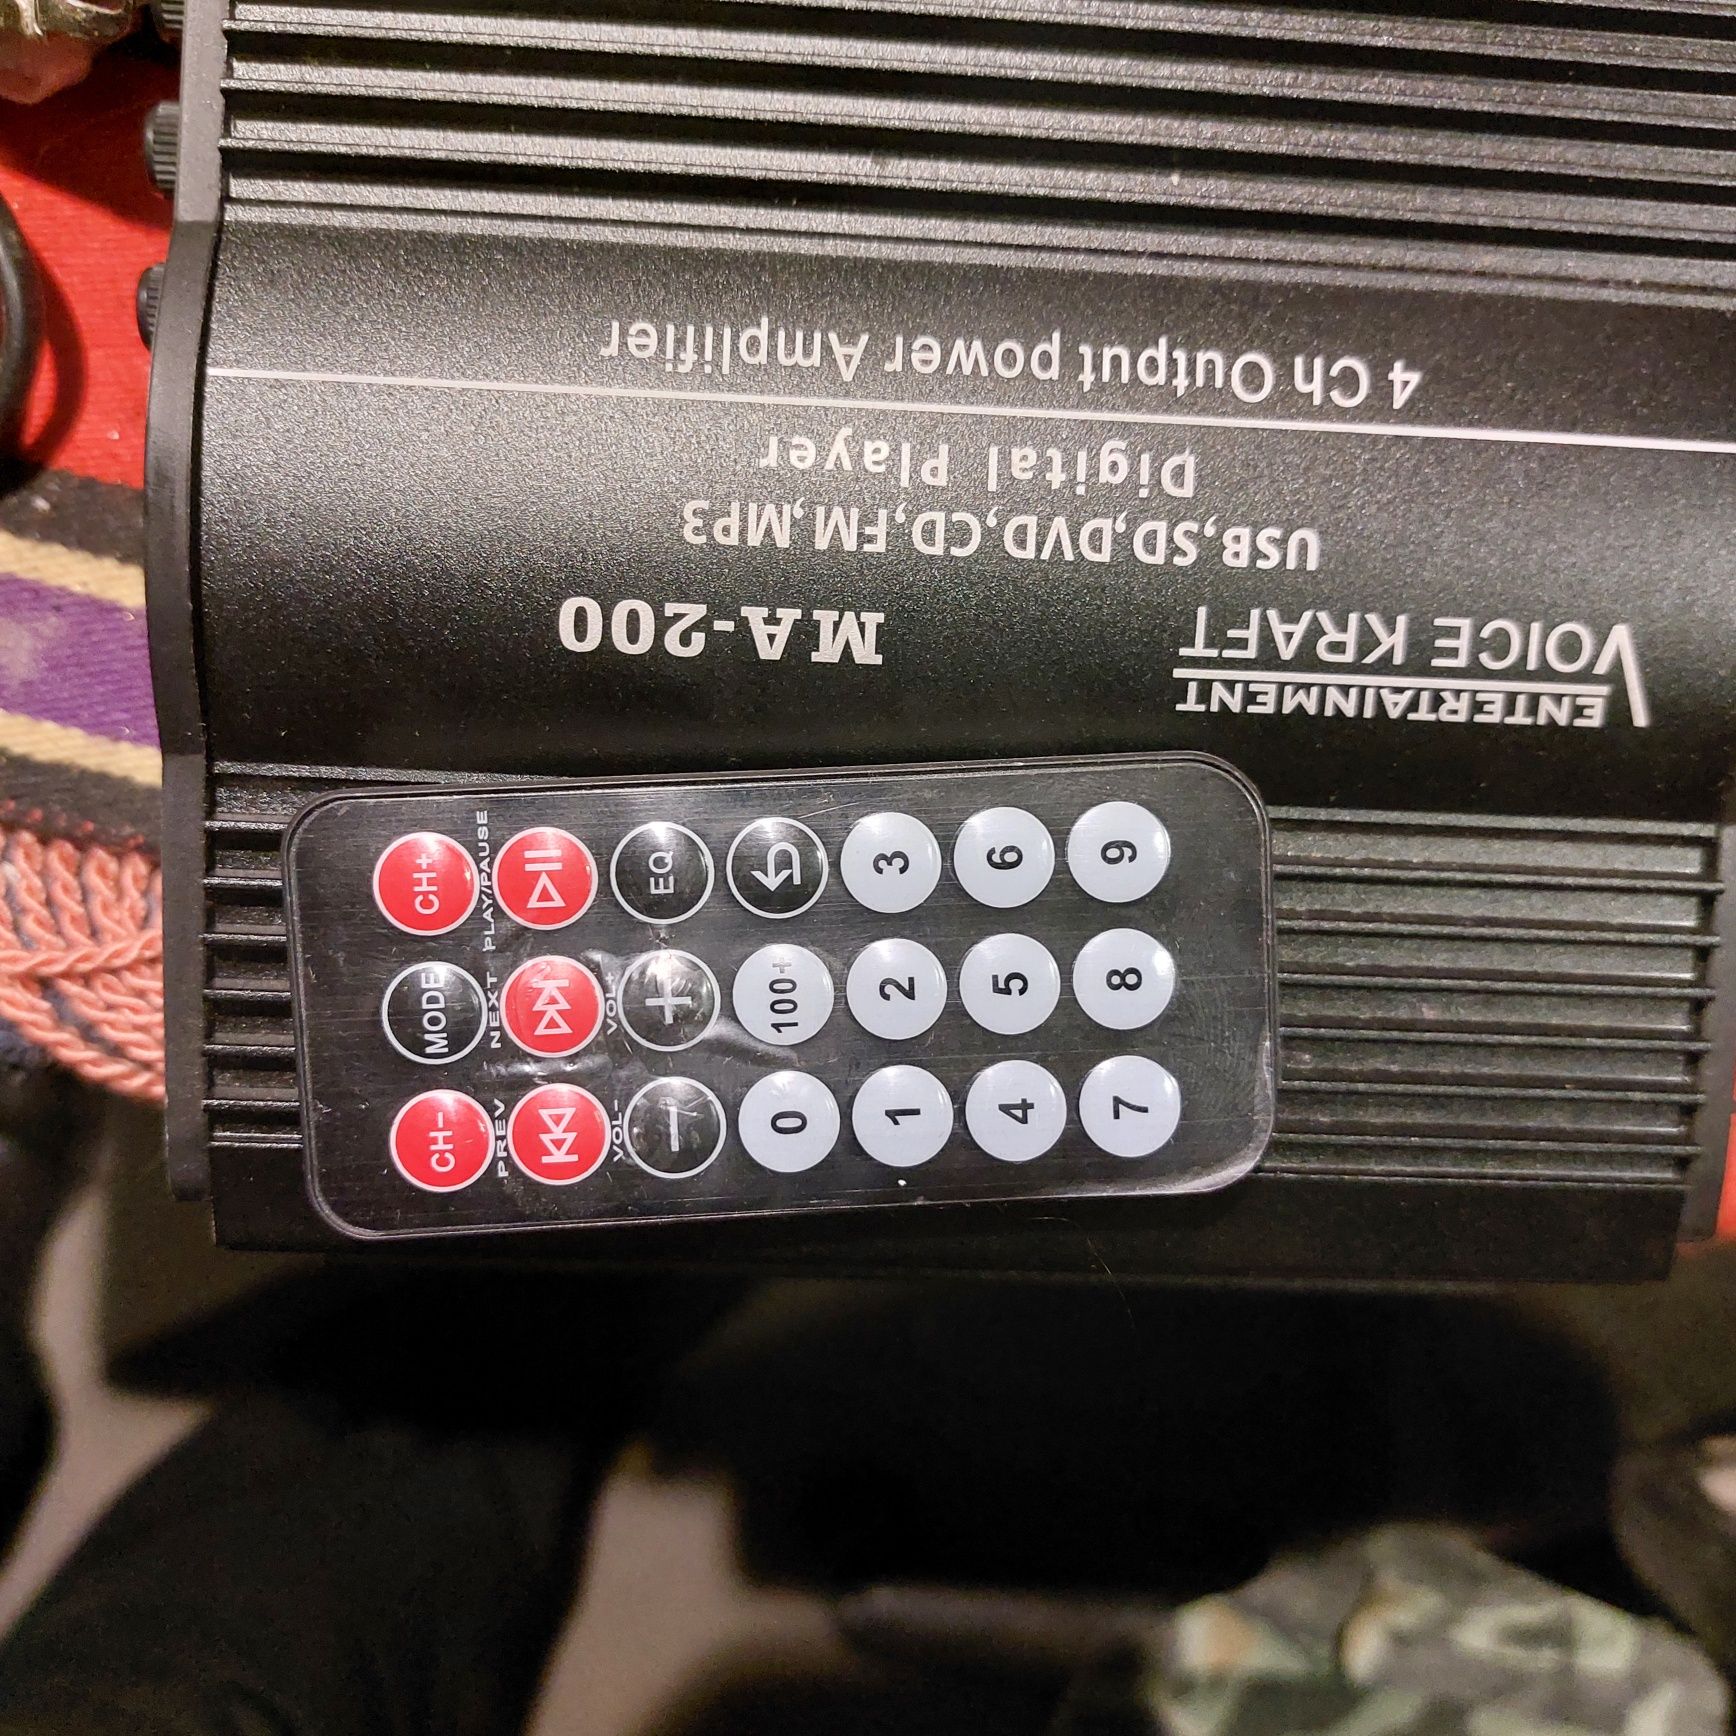 ENTERTAINMENT
VOICE KRAFT
MA-200
USB,SD,DVD,CD,FM,MP3
Digital Player
4 Ch Output power Amplifier
CH- MODE CH+
PREV NEXT PLAY/PAUSE
VOL- VOL+ EQ
0 100+
1 2 3
4 5 6
7 8 9